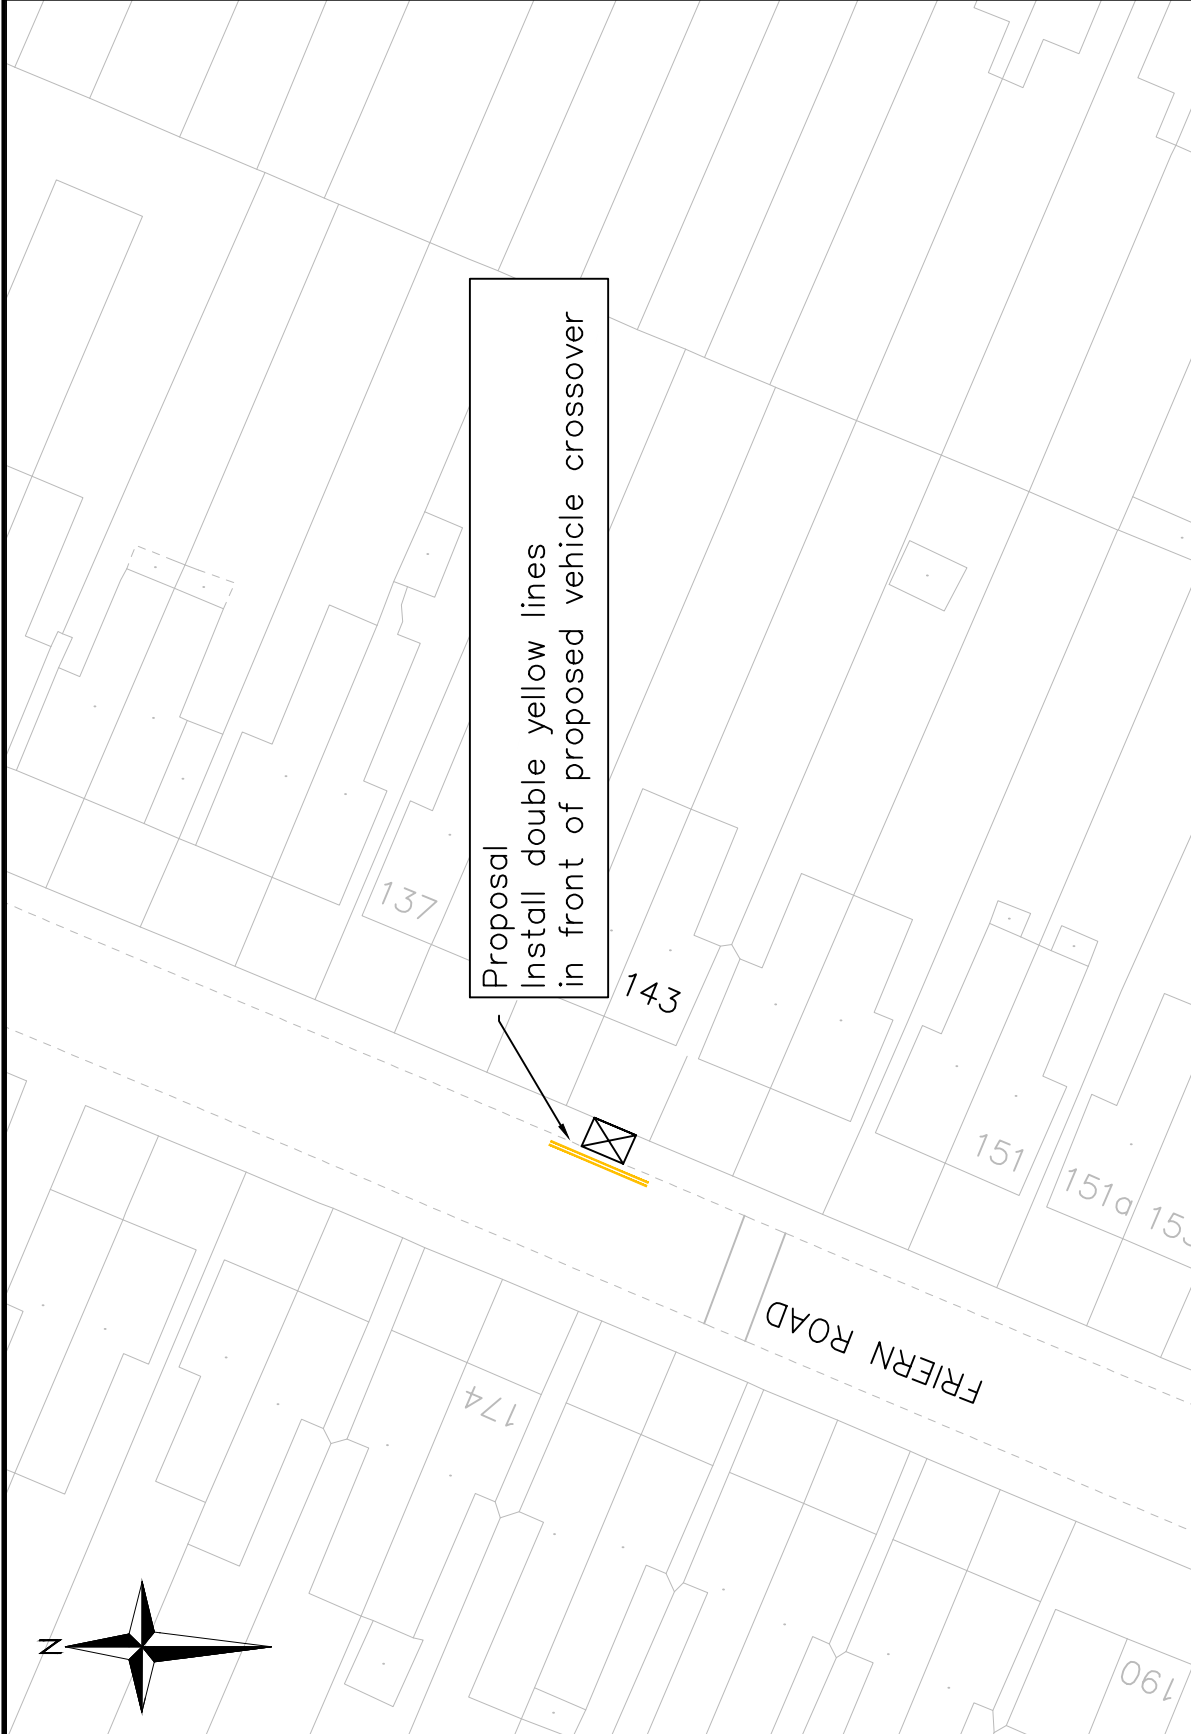 Proposal
Install double yellow lines
in front of proposed vehicle crossover
137
143
151
151a
FRIERN ROAD
174
190
N